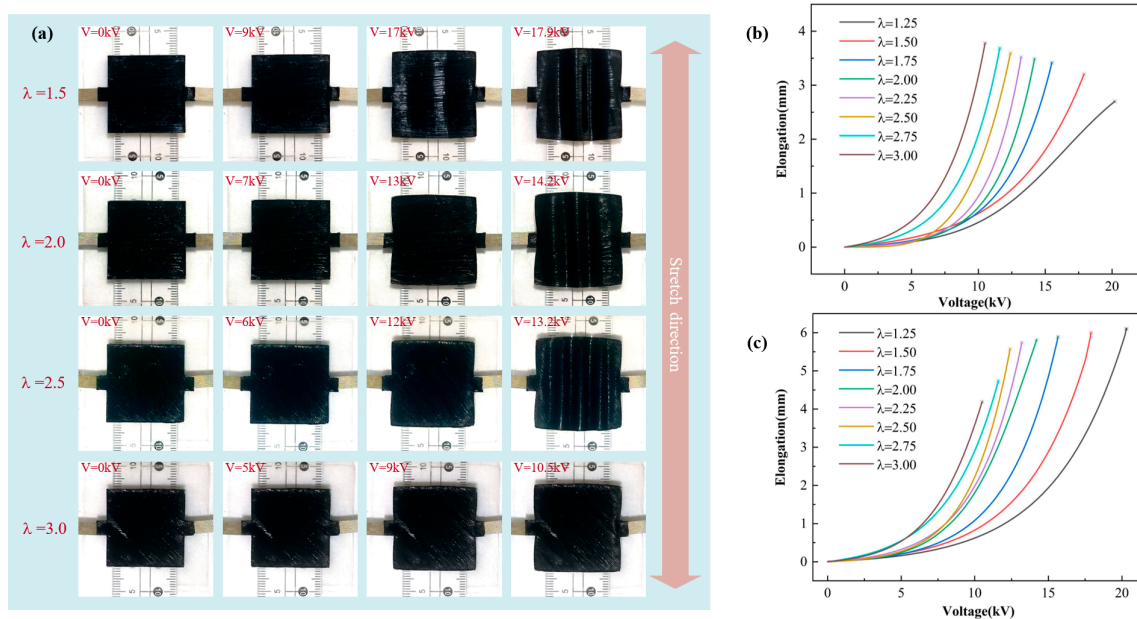 (a)
V=0kV
V=9kV
V=17kV
V=17.9kV
λ =1.5
V=0kV
V=7kV
V=13kV
V=14.2kV
λ =2.0
V=0kV
V=6kV
V=12kV
V=13.2kV
λ =2.5
V=0kV
V=5kV
V=9kV
V=10.5kV
λ =3.0
Stretch direction
(b)
Elongation(mm)
4
3
2
1
0
λ=1.25
λ=1.50
λ=1.75
λ=2.00
λ=2.25
λ=2.50
λ=2.75
λ=3.00
0 5 10 15 20
Voltage(kV)
(c)
Elongation(mm)
6
5
4
3
2
1
0
λ=1.25
λ=1.50
λ=1.75
λ=2.00
λ=2.25
λ=2.50
λ=2.75
λ=3.00
0 5 10 15 20
Voltage(kV)